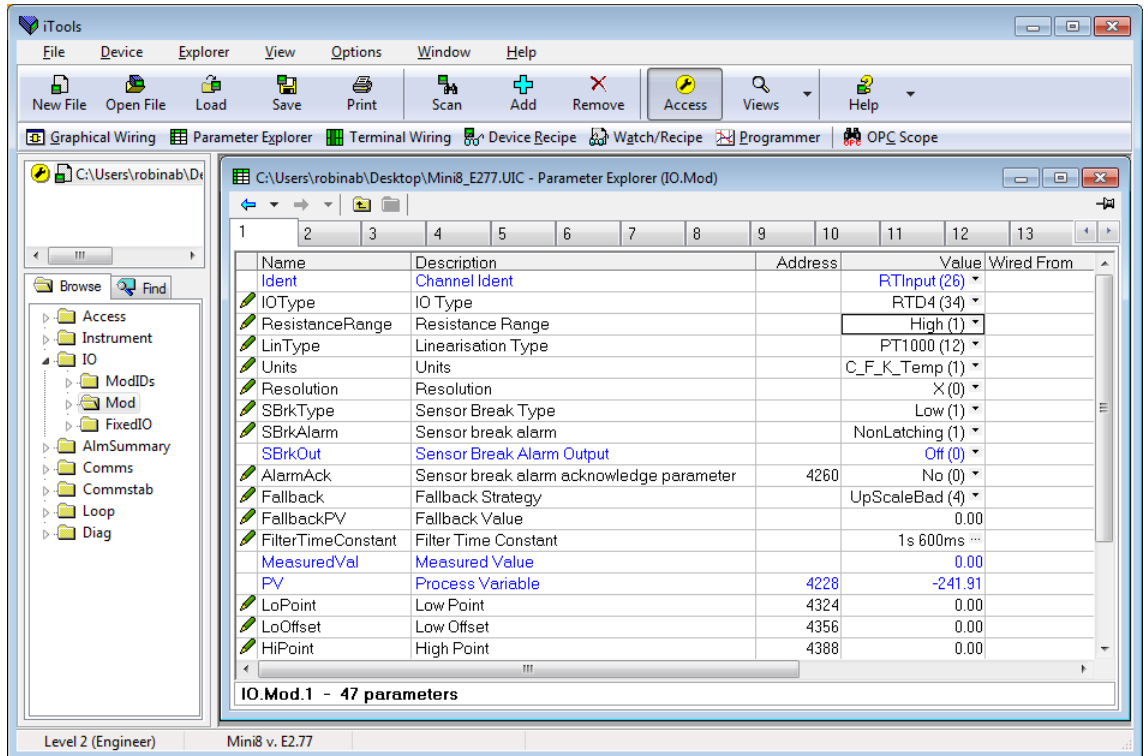 iTools
File Device Explorer View Options Window Help
New File Open File Load Save Print Scan Add Remove Access Views Help
Graphical Wiring Parameter Explorer Terminal Wiring Device Recipe Watch/Recipe Programmer OPC Scope
C:\Users\robinab\De
C:\Users\robinab\Desktop\Mini8_E277.UIC - Parameter Explorer (IO.Mod)
1 2 3 4 5 6 7 8 9 10 11 12 13
Browse Find
Access
Instrument
IO
ModIDs
Mod
FixedIO
AlmSummary
Comms
Commstab
Loop
Diag
Name Description Address Value Wired From
Ident Channel Ident RTInput (26)
IOType IO Type RTD4 (34)
ResistanceRange Resistance Range High (1)
LinType Linearisation Type PT1000 (12)
Units Units C_F_K_Temp (1)
Resolution Resolution X (0)
SBrkType Sensor Break Type Low (1)
SBrkAlarm Sensor break alarm NonLatching (1)
SBrkOut Sensor Break Alarm Output Off (0)
AlarmAck Sensor break alarm acknowledge parameter 4260 No (0)
Fallback Fallback Strategy UpScaleBad (4)
FallbackPV Fallback Value 0.00
FilterTimeConstant Filter Time Constant 1s 600ms ...
MeasuredVal Measured Value 0.00
PV Process Variable 4228 -241.91
LoPoint Low Point 4324 0.00
LoOffset Low Offset 4356 0.00
HiPoint High Point 4388 0.00
IO.Mod.1 - 47 parameters
Level 2 (Engineer) Mini8 v. E2.77